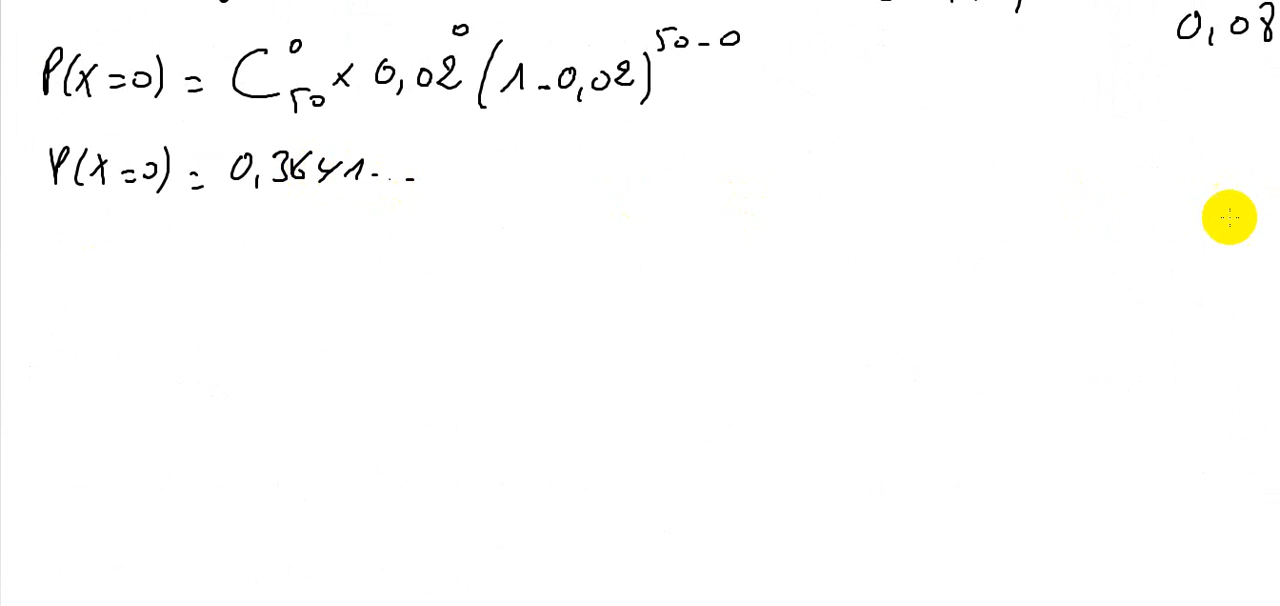 0,08
P(X=0) = C⁰₅₀ × 0,02⁰ (1-0,02)⁵⁰⁻⁰
P(X=0) = 0,3641...